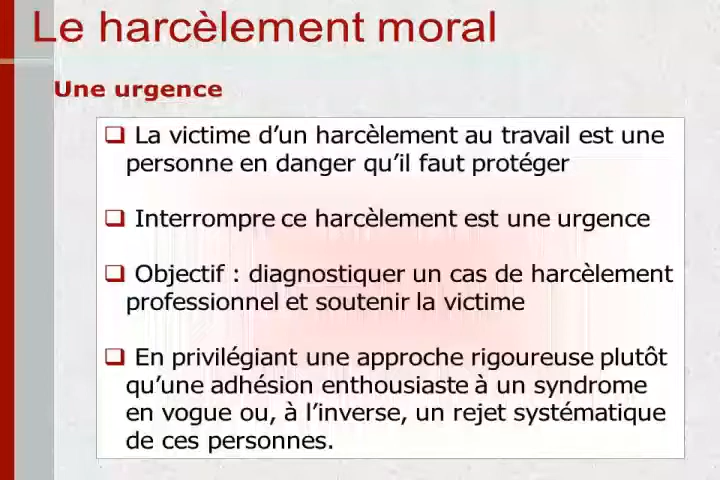 Le harcèlement moral
Une urgence
❑ La victime d’un harcèlement au travail est une
personne en danger qu’il faut protéger
❑ Interrompre ce harcèlement est une urgence
❑ Objectif : diagnostiquer un cas de harcèlement
professionnel et soutenir la victime
❑ En privilégiant une approche rigoureuse plutôt
qu’une adhésion enthousiaste à un syndrome
en vogue ou, à l’inverse, un rejet systématique
de ces personnes.